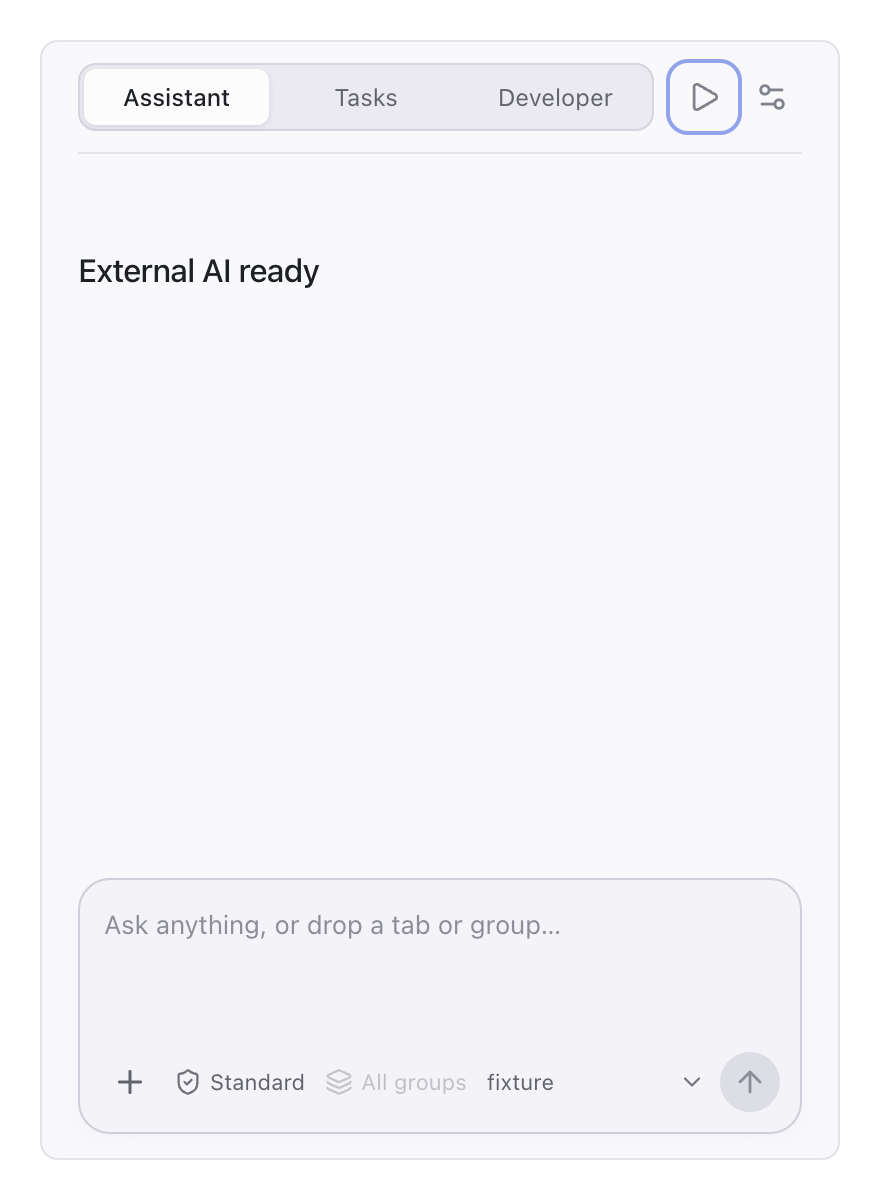 Assistant
Tasks
Developer
External AI ready
Ask anything, or drop a tab or group...
Standard
All groups
fixture